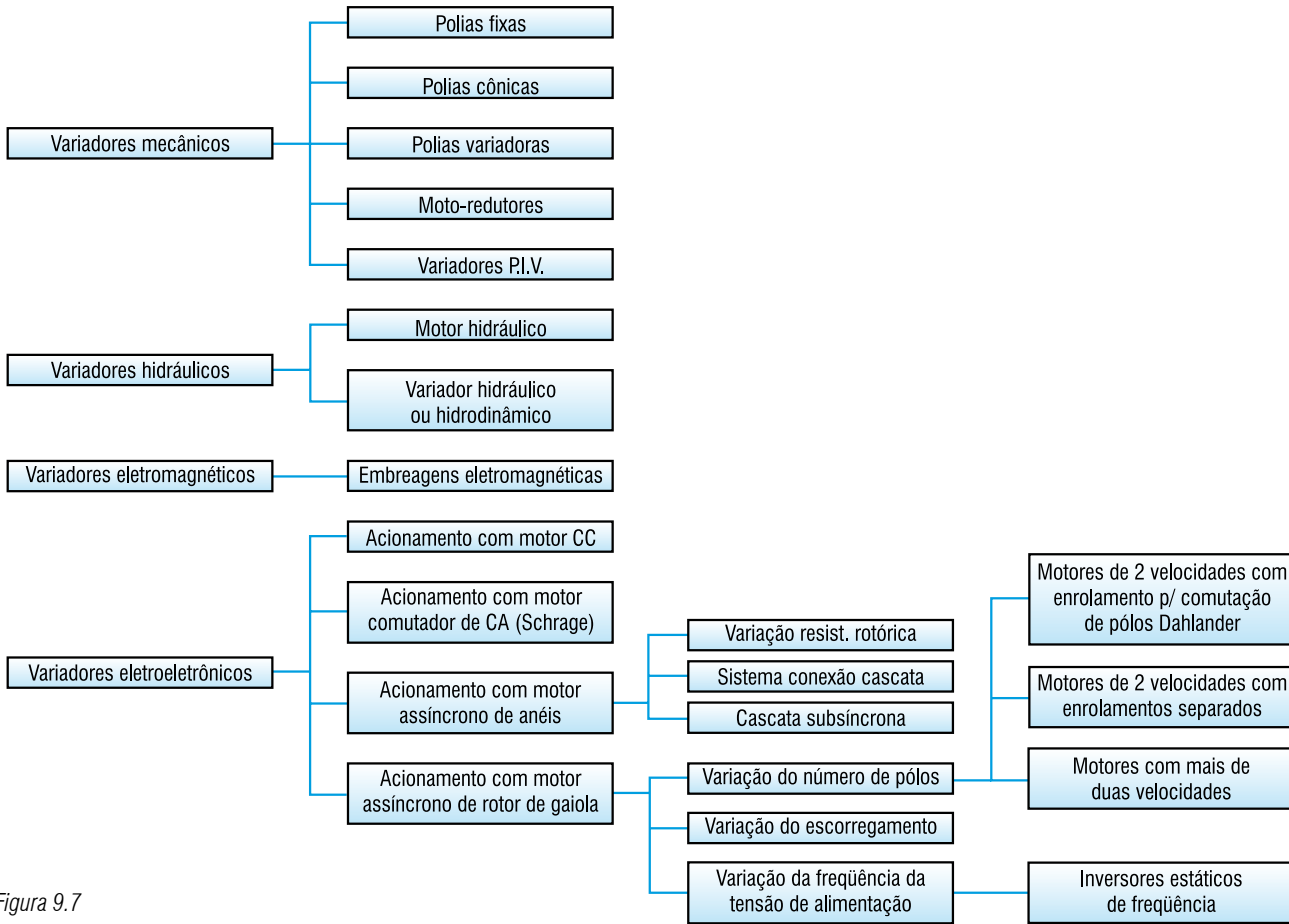 Variadores mecânicos
Polias fixas
Polias cônicas
Polias variadoras
Moto-redutores
Variadores P.I.V.
Variadores hidráulicos
Motor hidráulico
Variador hidráulico
ou hidrodinâmico
Variadores eletromagnéticos
Embreagens eletromagnéticas
Variadores eletroeletrônicos
Acionamento com motor CC
Acionamento com motor
comutador de CA (Schrage)
Acionamento com motor
assíncrono de anéis
Variação resist. rotórica
Sistema conexão cascata
Cascata subsíncrona
Acionamento com motor
assíncrono de rotor de gaiola
Variação do número de pólos
Motores de 2 velocidades com
enrolamento p/ comutação
de pólos Dahlander
Motores de 2 velocidades com
enrolamentos separados
Motores com mais de
duas velocidades
Variação do escorregamento
Variação da freqüência da
tensão de alimentação
Inversores estáticos
de freqüência
Figura 9.7